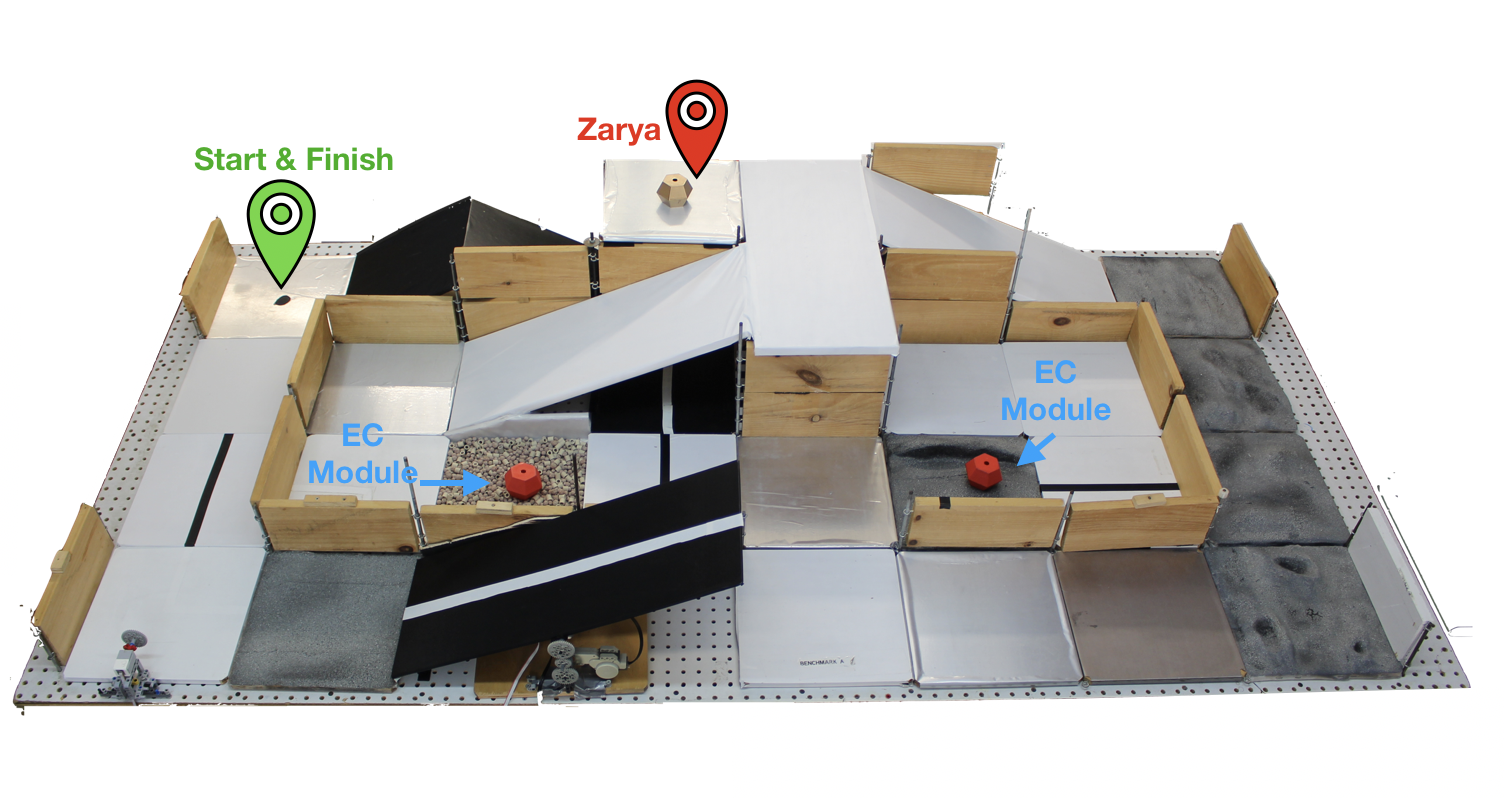 Zarya
Start & Finish
EC
Module
EC
Module
BENCHMARK A